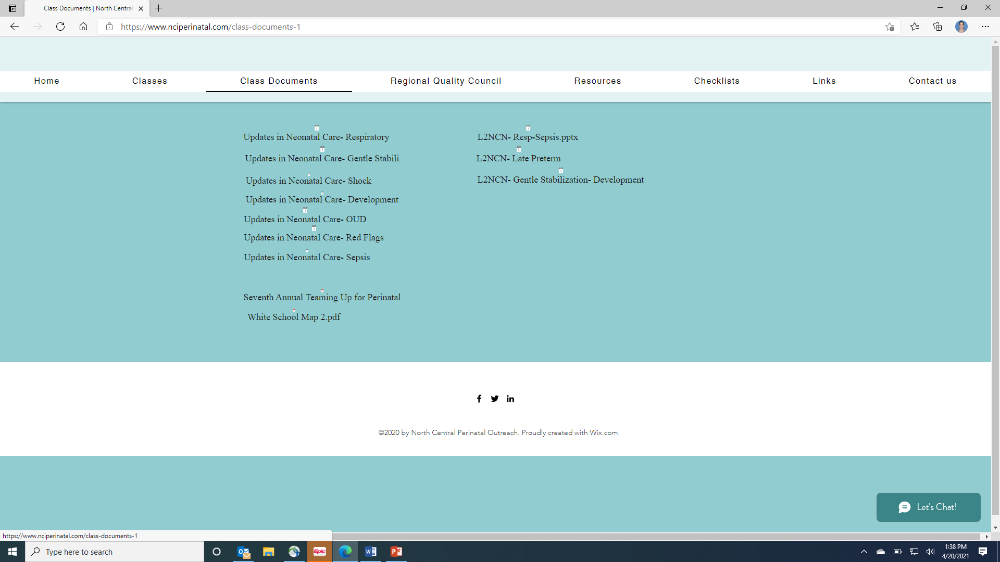 Class Documents | North Central
https://www.nciperinatal.com/class-documents-1
Home Classes Class Documents Regional Quality Council Resources Checklists Links Contact us
Updates in Neonatal Care- Respiratory
Updates in Neonatal Care- Gentle Stabili
Updates in Neonatal Care- Shock
Updates in Neonatal Care- Development
Updates in Neonatal Care- OUD
Updates in Neonatal Care- Red Flags
Updates in Neonatal Care- Sepsis
Seventh Annual Teaming Up for Perinatal
White School Map 2.pdf
L2NCN- Resp-Sepsis.pptx
L2NCN- Late Preterm
L2NCN- Gentle Stabilization- Development
©2020 by North Central Perinatal Outreach. Proudly created with Wix.com
Let's Chat!
https://www.nciperinatal.com/class-documents-1
Type here to search
Epic
1:38 PM
4/20/2021